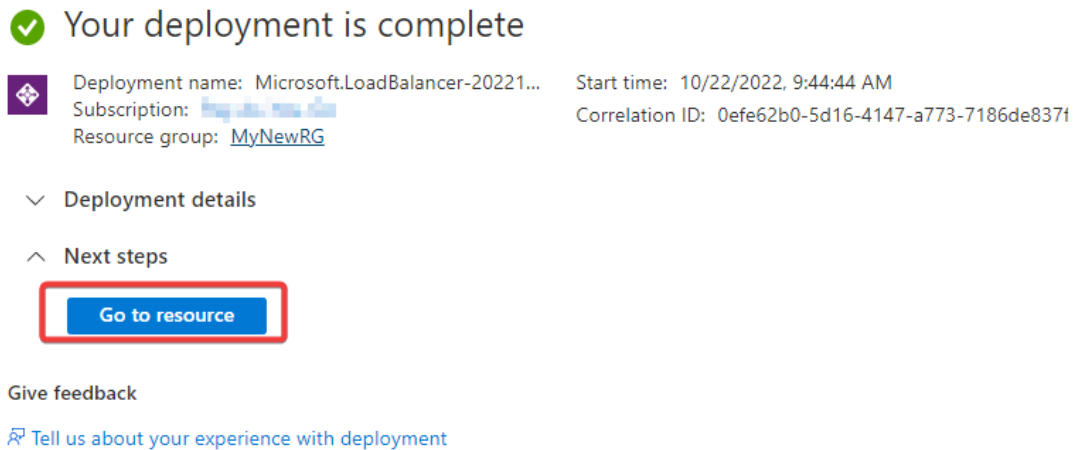 Your deployment is complete
Deployment name: Microsoft.LoadBalancer-20221...
Start time: 10/22/2022, 9:44:44 AM
Subscription:
Correlation ID: 0efe62b0-5d16-4147-a773-7186de837f
Resource group: MyNewRG
Deployment details
Next steps
Go to resource
Give feedback
Tell us about your experience with deployment